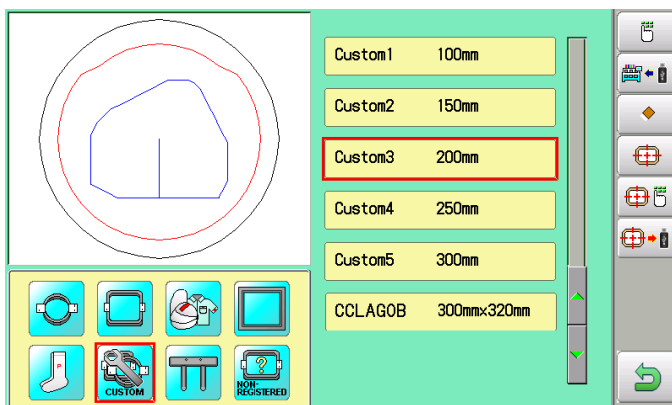 Custom1 100mm
Custom2 150mm
Custom3 200mm
Custom4 250mm
Custom5 300mm
CCLAGOB 300mm×320mm
P
CUSTOM
?
NON-
REGISTERED